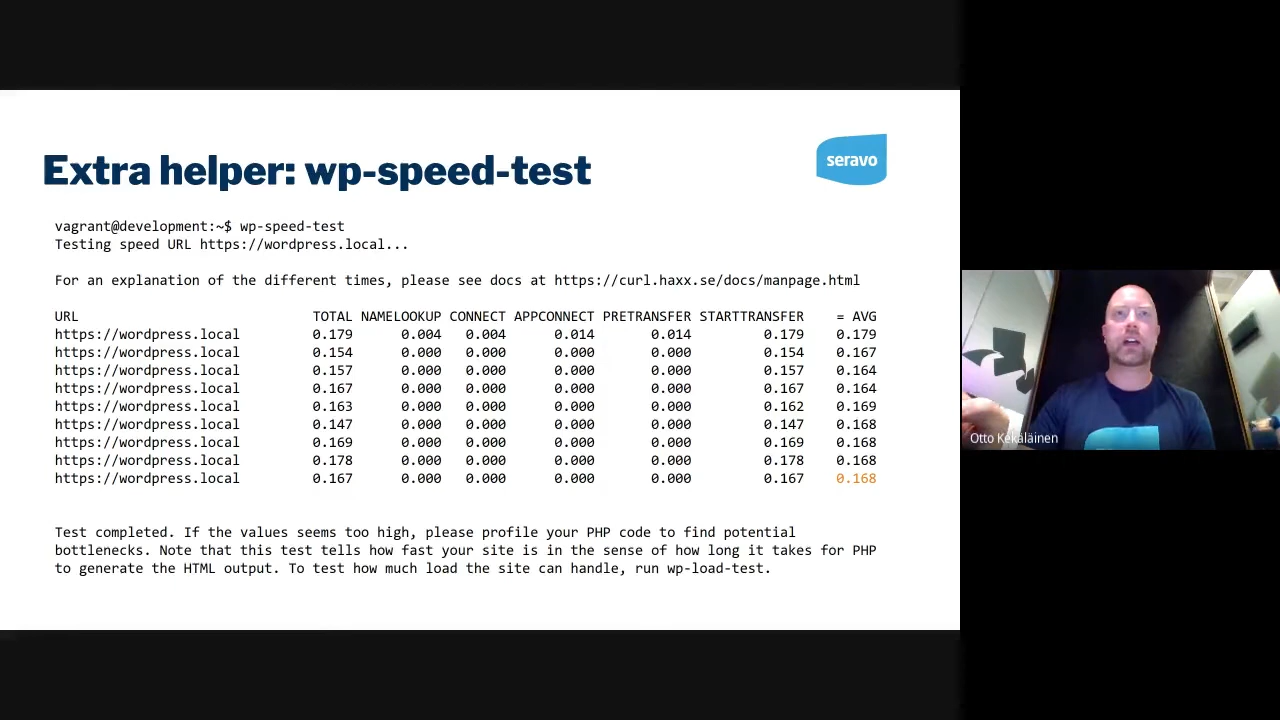 Extra helper: wp-speed-test
seravo
vagrant@development:~$ wp-speed-test
Testing speed URL https://wordpress.local...
For an explanation of the different times, please see docs at https://curl.haxx.se/docs/manpage.html
URL TOTAL NAMELOOKUP CONNECT APPCONNECT PRETRANSFER STARTTRANSFER = AVG
https://wordpress.local 0.179 0.004 0.004 0.014 0.014 0.179 0.179
https://wordpress.local 0.154 0.000 0.000 0.000 0.000 0.154 0.167
https://wordpress.local 0.157 0.000 0.000 0.000 0.000 0.157 0.164
https://wordpress.local 0.167 0.000 0.000 0.000 0.000 0.167 0.164
https://wordpress.local 0.163 0.000 0.000 0.000 0.000 0.162 0.169
https://wordpress.local 0.147 0.000 0.000 0.000 0.000 0.147 0.168
https://wordpress.local 0.169 0.000 0.000 0.000 0.000 0.169 0.168
https://wordpress.local 0.178 0.000 0.000 0.000 0.000 0.178 0.168
https://wordpress.local 0.167 0.000 0.000 0.000 0.000 0.167 0.168
Test completed. If the values seems too high, please profile your PHP code to find potential
bottlenecks. Note that this test tells how fast your site is in the sense of how long it takes for PHP
to generate the HTML output. To test how much load the site can handle, run wp-load-test.
Otto Kekäläinen